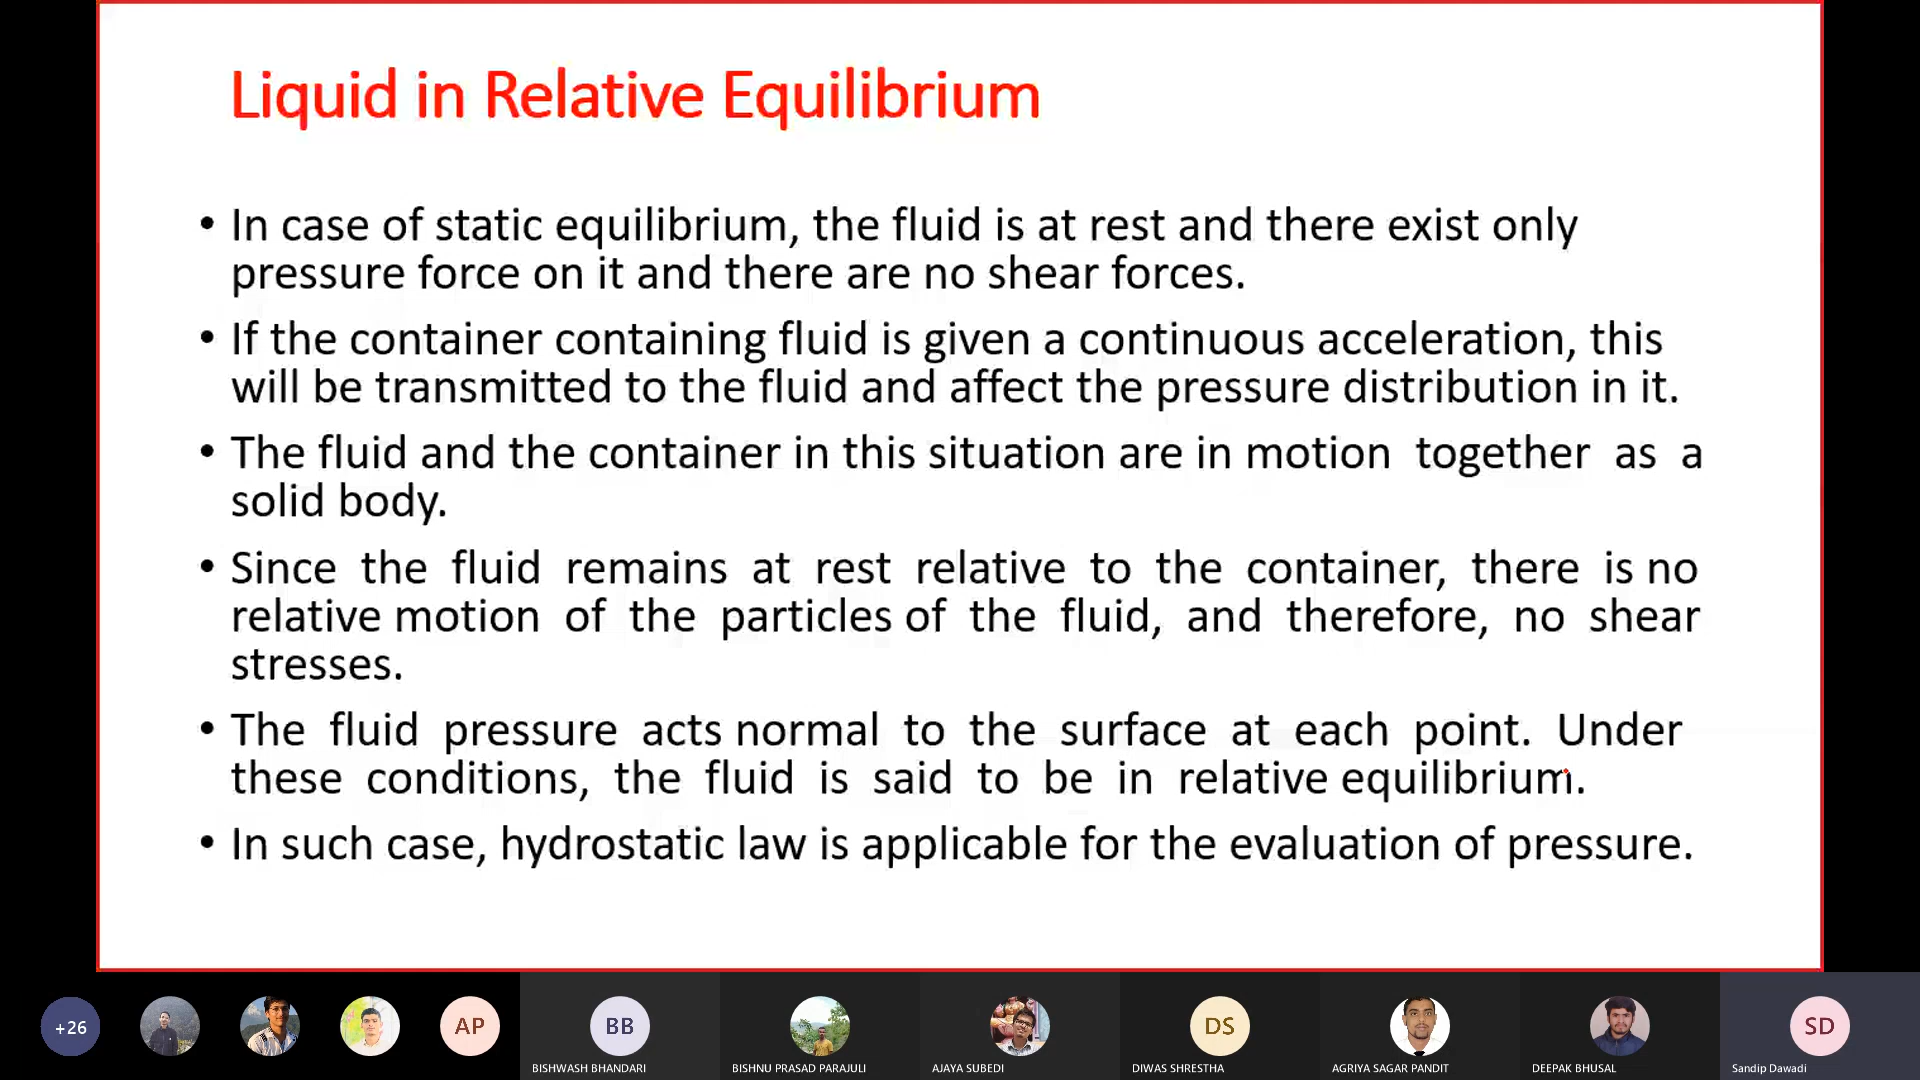 Liquid in Relative Equilibrium
• In case of static equilibrium, the fluid is at rest and there exist only
pressure force on it and there are no shear forces.
• If the container containing fluid is given a continuous acceleration, this
will be transmitted to the fluid and affect the pressure distribution in it.
• The fluid and the container in this situation are in motion together as a
solid body.
• Since the fluid remains at rest relative to the container, there is no
relative motion of the particles of the fluid, and therefore, no shear
stresses.
• The fluid pressure acts normal to the surface at each point. Under
these conditions, the fluid is said to be in relative equilibrium.
• In such case, hydrostatic law is applicable for the evaluation of pressure.
+26 AP BB DS SD
BISHWASH BHANDARI BISHNU PRASAD PARAJULI AJAYA SUBEDI DIWAS SHRESTHA AGRIYA SAGAR PANDIT DEEPAK BHUSAL Sandip Dawadi